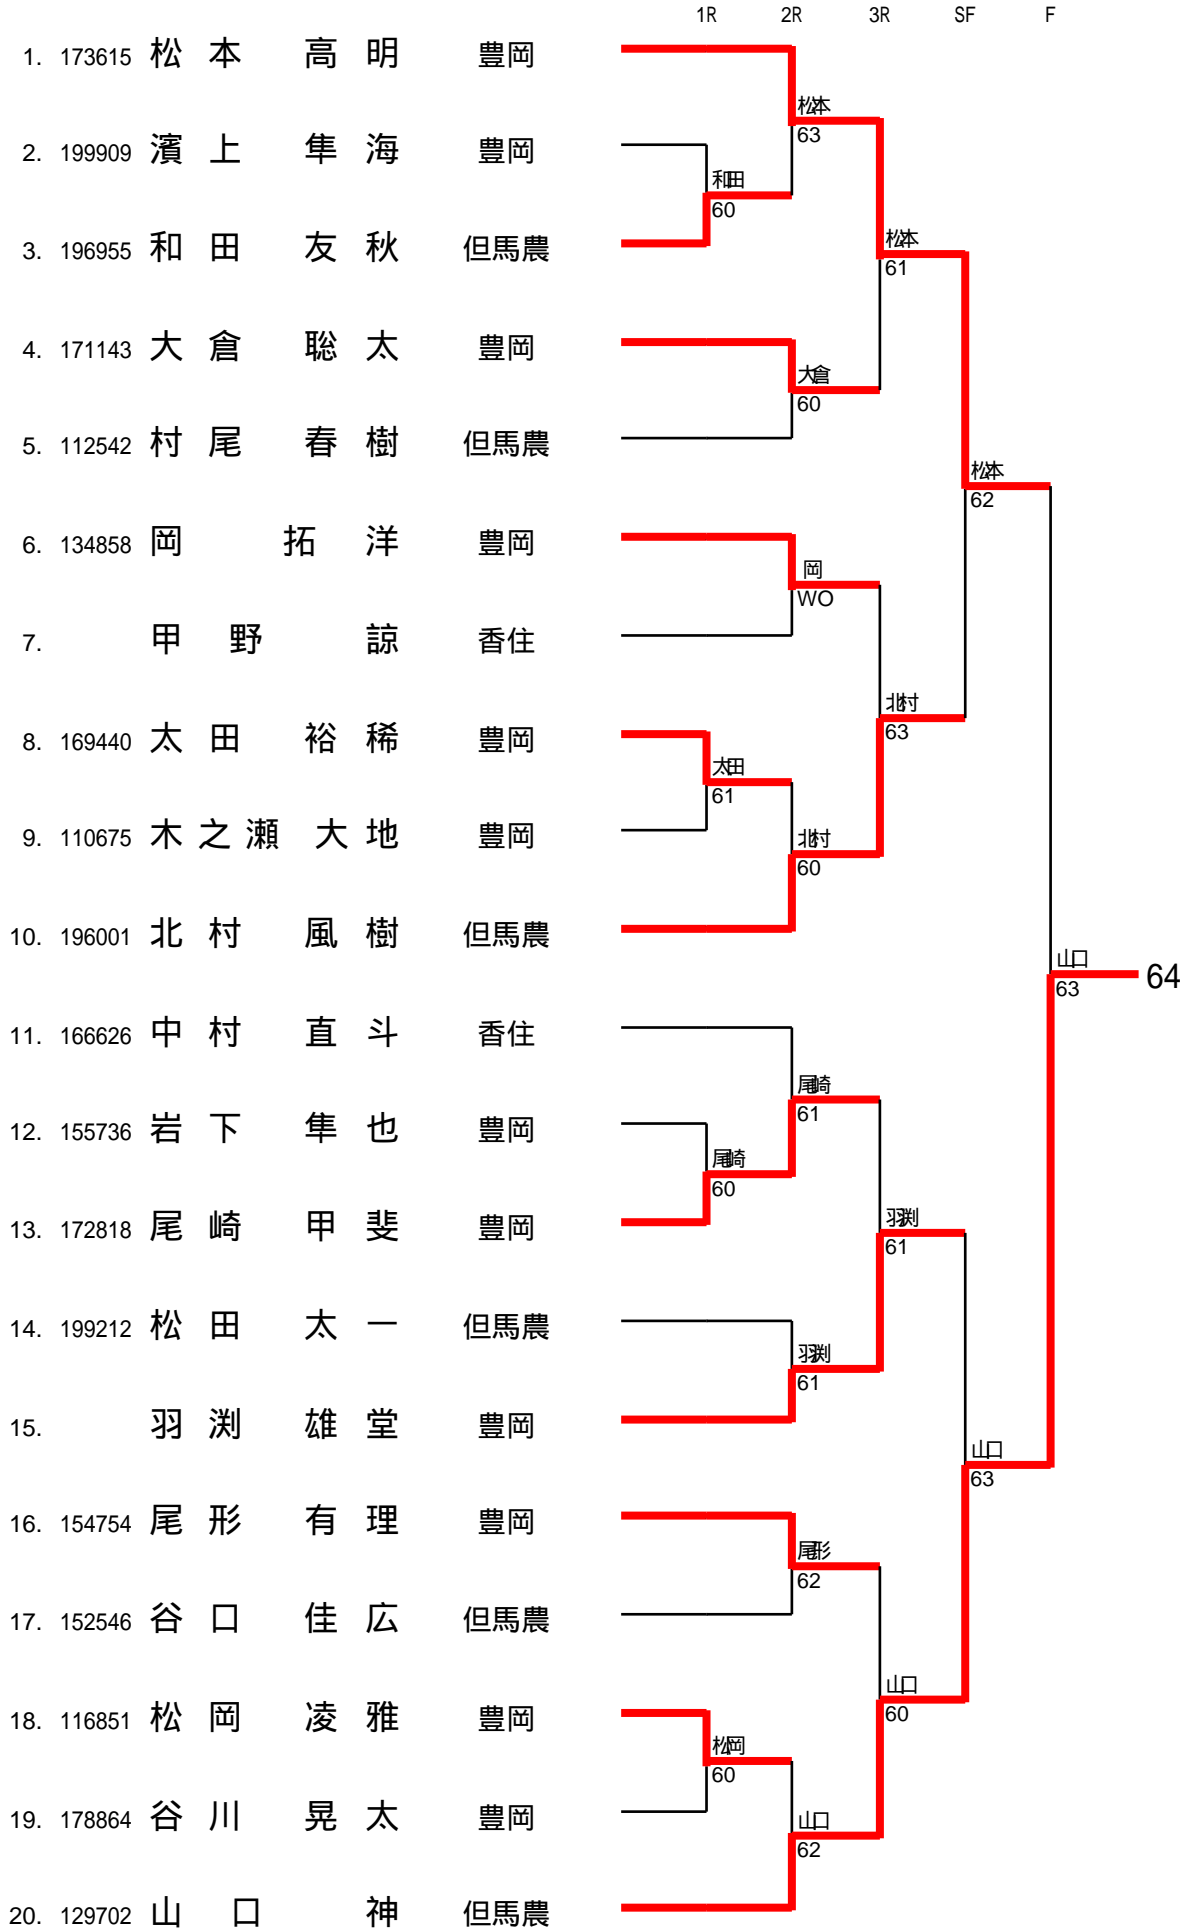 1R 2R 3R SF F
1. 173615 松本 高明 豊岡
松本
63
2. 199909 濱上 隼海 豊岡
和田
60
3. 196955 和田 友秋 但馬農
松本
61
4. 171143 大倉 聡太 豊岡
大倉
60
5. 112542 村尾 春樹 但馬農
松本
62
6. 134858 岡 拓洋 豊岡
岡
WO
7. 甲野 諒 香住
北村
63
8. 169440 太田 裕稀 豊岡
太田
61
9. 110675 木之瀬 大地 豊岡
北村
60
10. 196001 北村 風樹 但馬農
山口
63
64
11. 166626 中村 直斗 香住
尾崎
61
12. 155736 岩下 隼也 豊岡
尾崎
60
13. 172818 尾崎 甲斐 豊岡
羽渕
61
14. 199212 松田 太一 但馬農
羽渕
61
15. 羽渕 雄堂 豊岡
山口
63
16. 154754 尾形 有理 豊岡
尾形
62
17. 152546 谷口 佳広 但馬農
山口
60
18. 116851 松岡 凌雅 豊岡
松岡
60
19. 178864 谷川 晃太 豊岡
山口
62
20. 129702 山口 神 但馬農